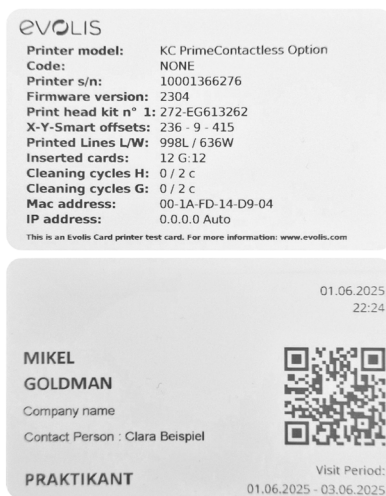 evolis
Printer model: KC PrimeContactless Option
Code: NONE
Printer s/n: 10001366276
Firmware version: 2304
Print head kit n° 1: 272-EG613262
X-Y-Smart offsets: 236 - 9 - 415
Printed Lines L/W: 998L / 636W
Inserted cards: 12 G:12
Cleaning cycles H: 0 / 2 c
Cleaning cycles G: 0 / 2 c
Mac address: 00-1A-FD-14-D9-04
IP address: 0.0.0.0 Auto
This is an Evolis Card printer test card. For more information: www.evolis.com
01.06.2025
22:24
MIKEL
GOLDMAN
Company name
Contact Person : Clara Beispiel
PRAKTIKANT
Visit Period:
01.06.2025 - 03.06.2025